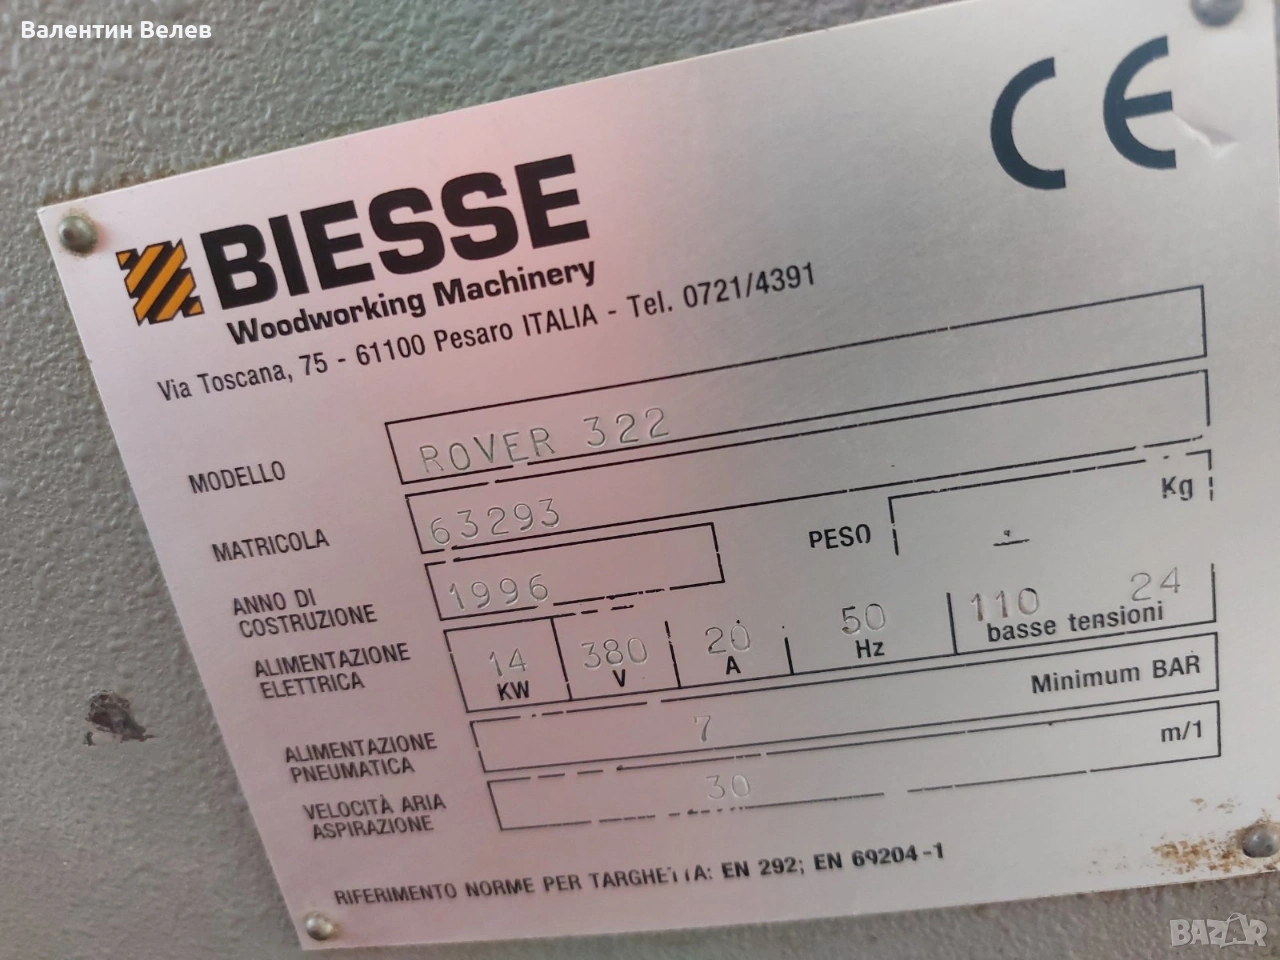 Валентин Велев
CE
BIESSE
Woodworking Machinery
Via Toscana, 75 - 61100 Pesaro ITALIA - Tel. 0721/4391
MODELLO ROVER 322
MATRICOLA 63293
PESO Kg
ANNO DI
COSTRUZIONE 1996
ALIMENTAZIONE
ELETTRICA
14 380 20 50 110 24
KW V A Hz basse tensioni
ALIMENTAZIONE
PNEUMATICA
7 Minimum BAR
VELOCITÀ ARIA
ASPIRAZIONE
30 m/1
RIFERIMENTO NORME PER TARGHETTA: EN 292; EN 69204-1
BAZAR